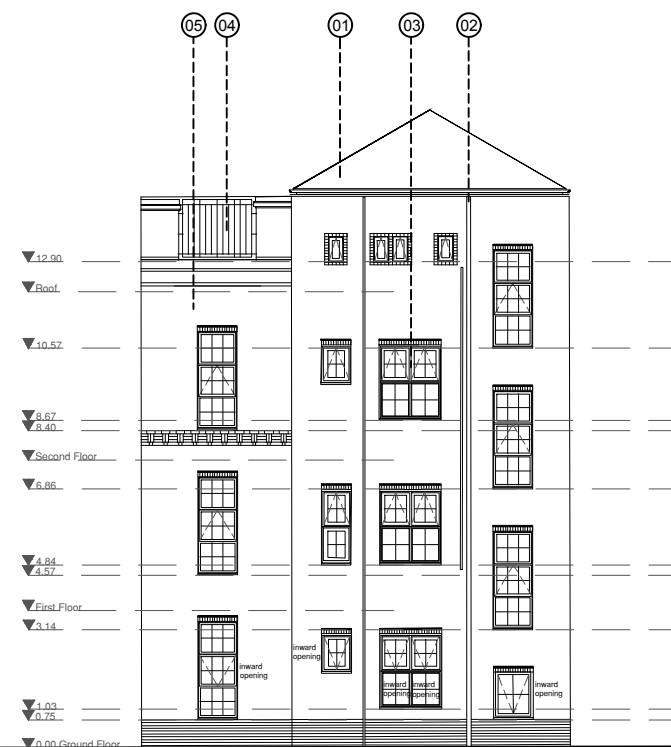 05 04 01 03 02
12.90
Roof
10.57
8.67
8.40
Second Floor
6.86
4.84
4.57
First Floor
3.14
inward
opening
inward
opening
inward
opening
inward
opening
inward
opening
1.03
0.75
0.00 Ground Floor